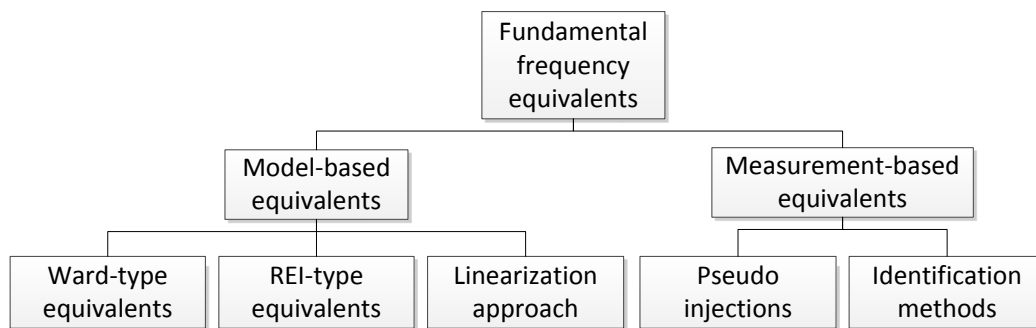 Fundamental
frequency
equivalents
Model-based
equivalents
Measurement-based
equivalents
Ward-type
equivalents
REI-type
equivalents
Linearization
approach
Pseudo
injections
Identification
methods